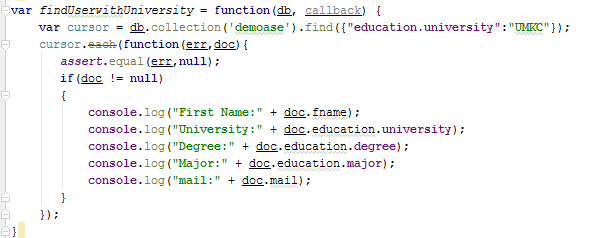 var findUserwithUniversity = function(db, callback) {
    var cursor = db.collection('demoase').find({"education.university":"UMKC"});
    cursor.each(function(err,doc){
        assert.equal(err,null);
        if(doc != null)
        {
            console.log("First Name:" + doc.fname);
            console.log("University:" + doc.education.university);
            console.log("Degree:" + doc.education.degree);
            console.log("Major:" + doc.education.major);
            console.log("mail:" + doc.mail);
        }
    });
}